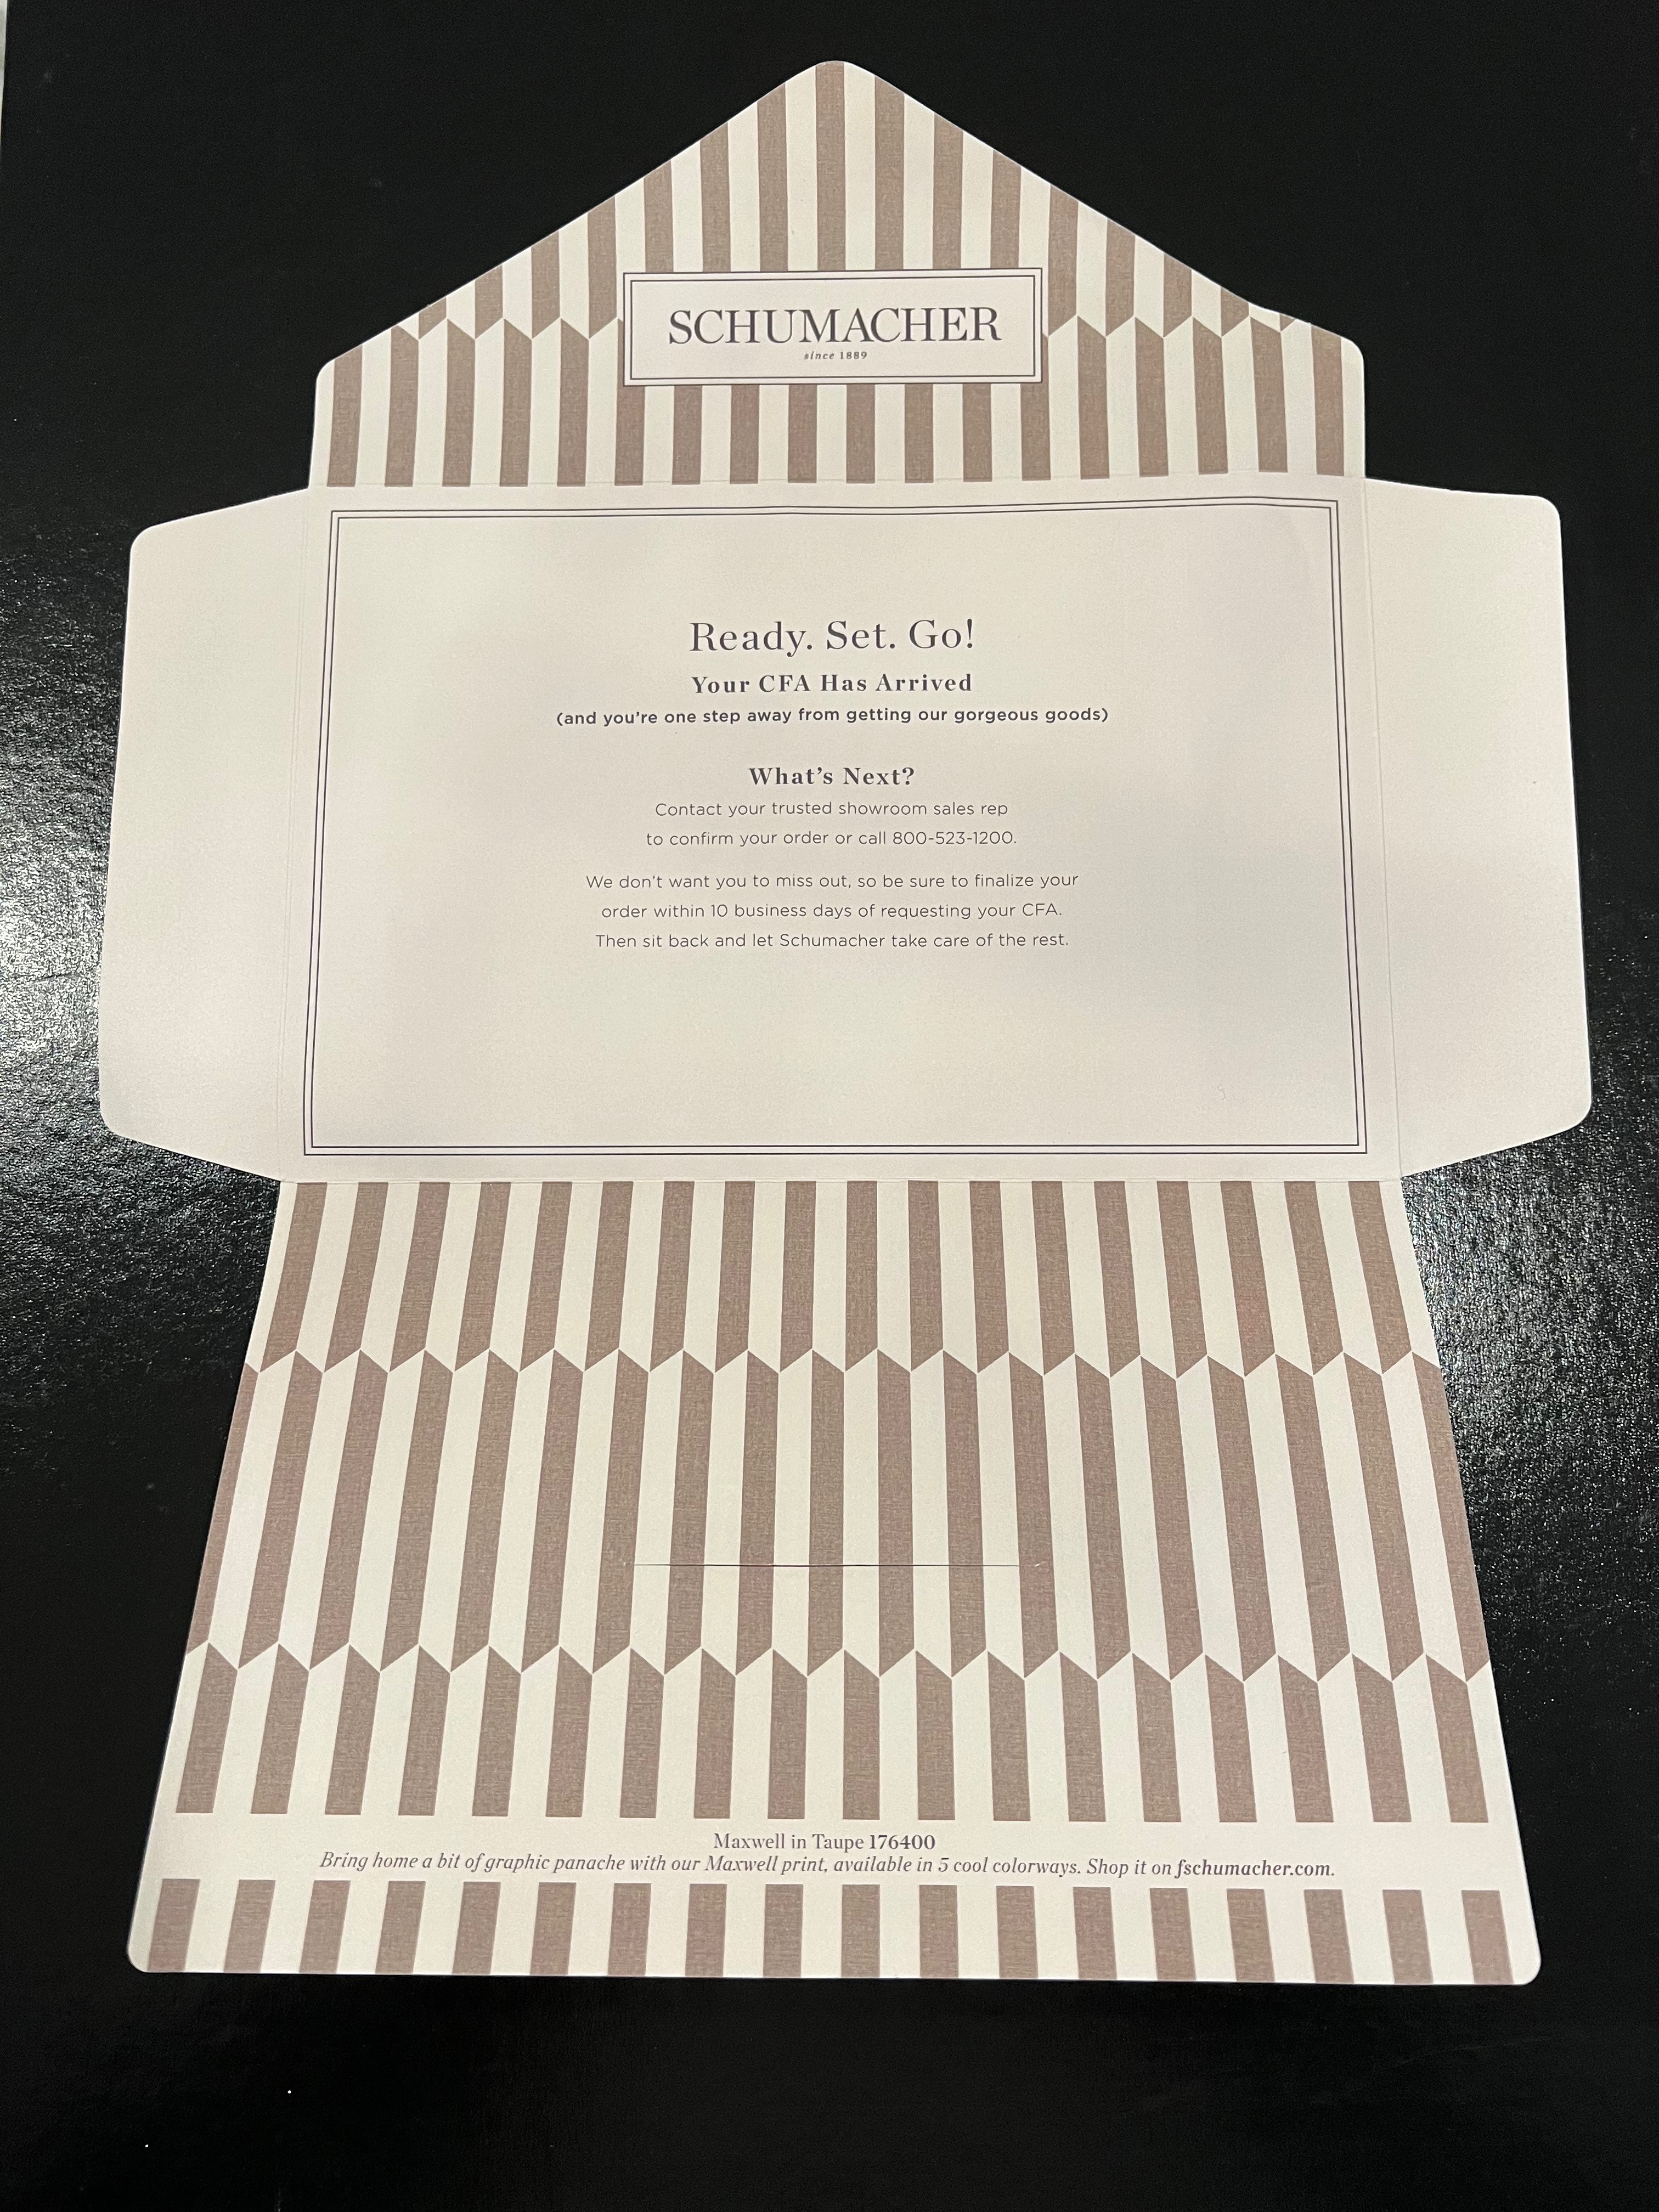 SCHUMACHER
since 1889
Ready. Set. Go!
Your CFA Has Arrived
(and you're one step away from getting our gorgeous goods)
What's Next?
Contact your trusted showroom sales rep
to confirm your order or call 800-523-1200.
We don't want you to miss out, so be sure to finalize your
order within 10 business days of requesting your CFA.
Then sit back and let Schumacher take care of the rest.
Maxwell in Taupe 176400
Bring home a bit of graphic panache with our Maxwell print, available in 5 cool colorways. Shop it on fschumacher.com.